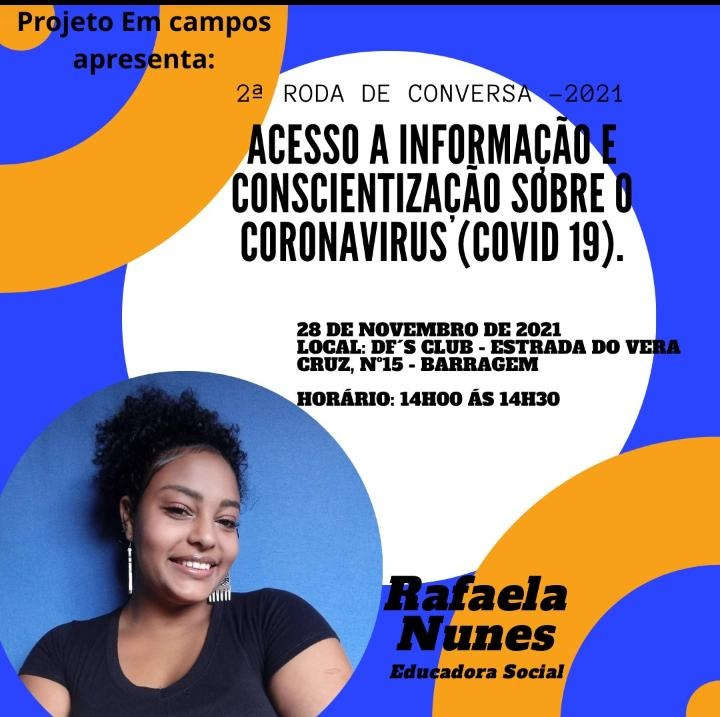 Projeto Em campos
apresenta:
2ª RODA DE CONVERSA -2021
ACESSO A INFORMAÇÃO E
CONSCIENTIZAÇÃO SOBRE O
CORONAVIRUS (COVID 19).
28 DE NOVEMBRO DE 2021
LOCAL: DF´S CLUB - ESTRADA DO VERA
CRUZ, N°15 - BARRAGEM
HORÁRIO: 14H00 ÁS 14H30
Rafaela
Nunes
Educadora Social